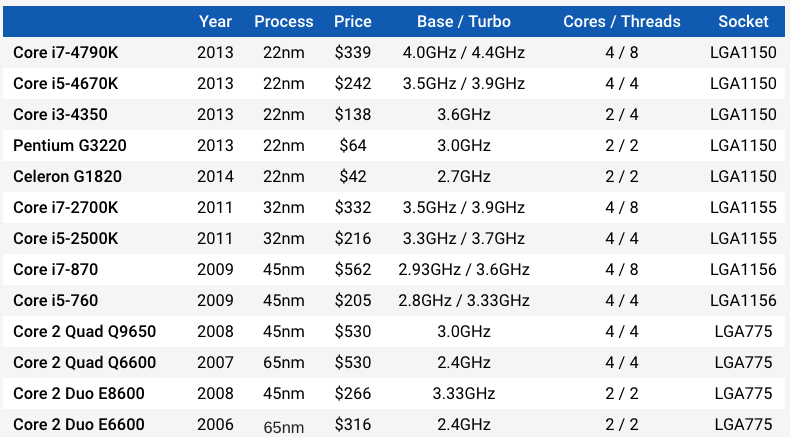 Year Process Price Base / Turbo Cores / Threads Socket
Core i7-4790K 2013 22nm $339 4.0GHz / 4.4GHz 4 / 8 LGA1150
Core i5-4670K 2013 22nm $242 3.5GHz / 3.9GHz 4 / 4 LGA1150
Core i3-4350 2013 22nm $138 3.6GHz 2 / 4 LGA1150
Pentium G3220 2013 22nm $64 3.0GHz 2 / 2 LGA1150
Celeron G1820 2014 22nm $42 2.7GHz 2 / 2 LGA1150
Core i7-2700K 2011 32nm $332 3.5GHz / 3.9GHz 4 / 8 LGA1155
Core i5-2500K 2011 32nm $216 3.3GHz / 3.7GHz 4 / 4 LGA1155
Core i7-870 2009 45nm $562 2.93GHz / 3.6GHz 4 / 8 LGA1156
Core i5-760 2009 45nm $205 2.8GHz / 3.33GHz 4 / 4 LGA1156
Core 2 Quad Q9650 2008 45nm $530 3.0GHz 4 / 4 LGA775
Core 2 Quad Q6600 2007 65nm $530 2.4GHz 4 / 4 LGA775
Core 2 Duo E8600 2008 45nm $266 3.33GHz 2 / 2 LGA775
Core 2 Duo E6600 2006 65nm $316 2.4GHz 2 / 2 LGA775